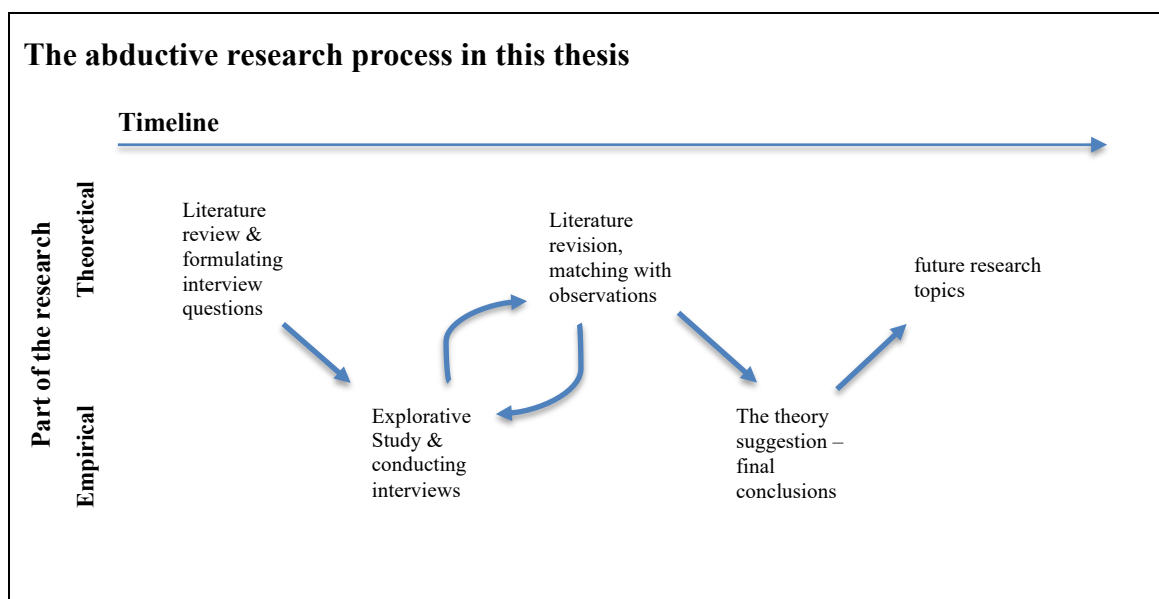 The abductive research process in this thesis
Timeline
Part of the research
Theoretical
Empirical
Literature
review &
formulating
interview
questions
Explorative
Study &
conducting
interviews
Literature
revision,
matching with
observations
The theory
suggestion –
final
conclusions
future research
topics